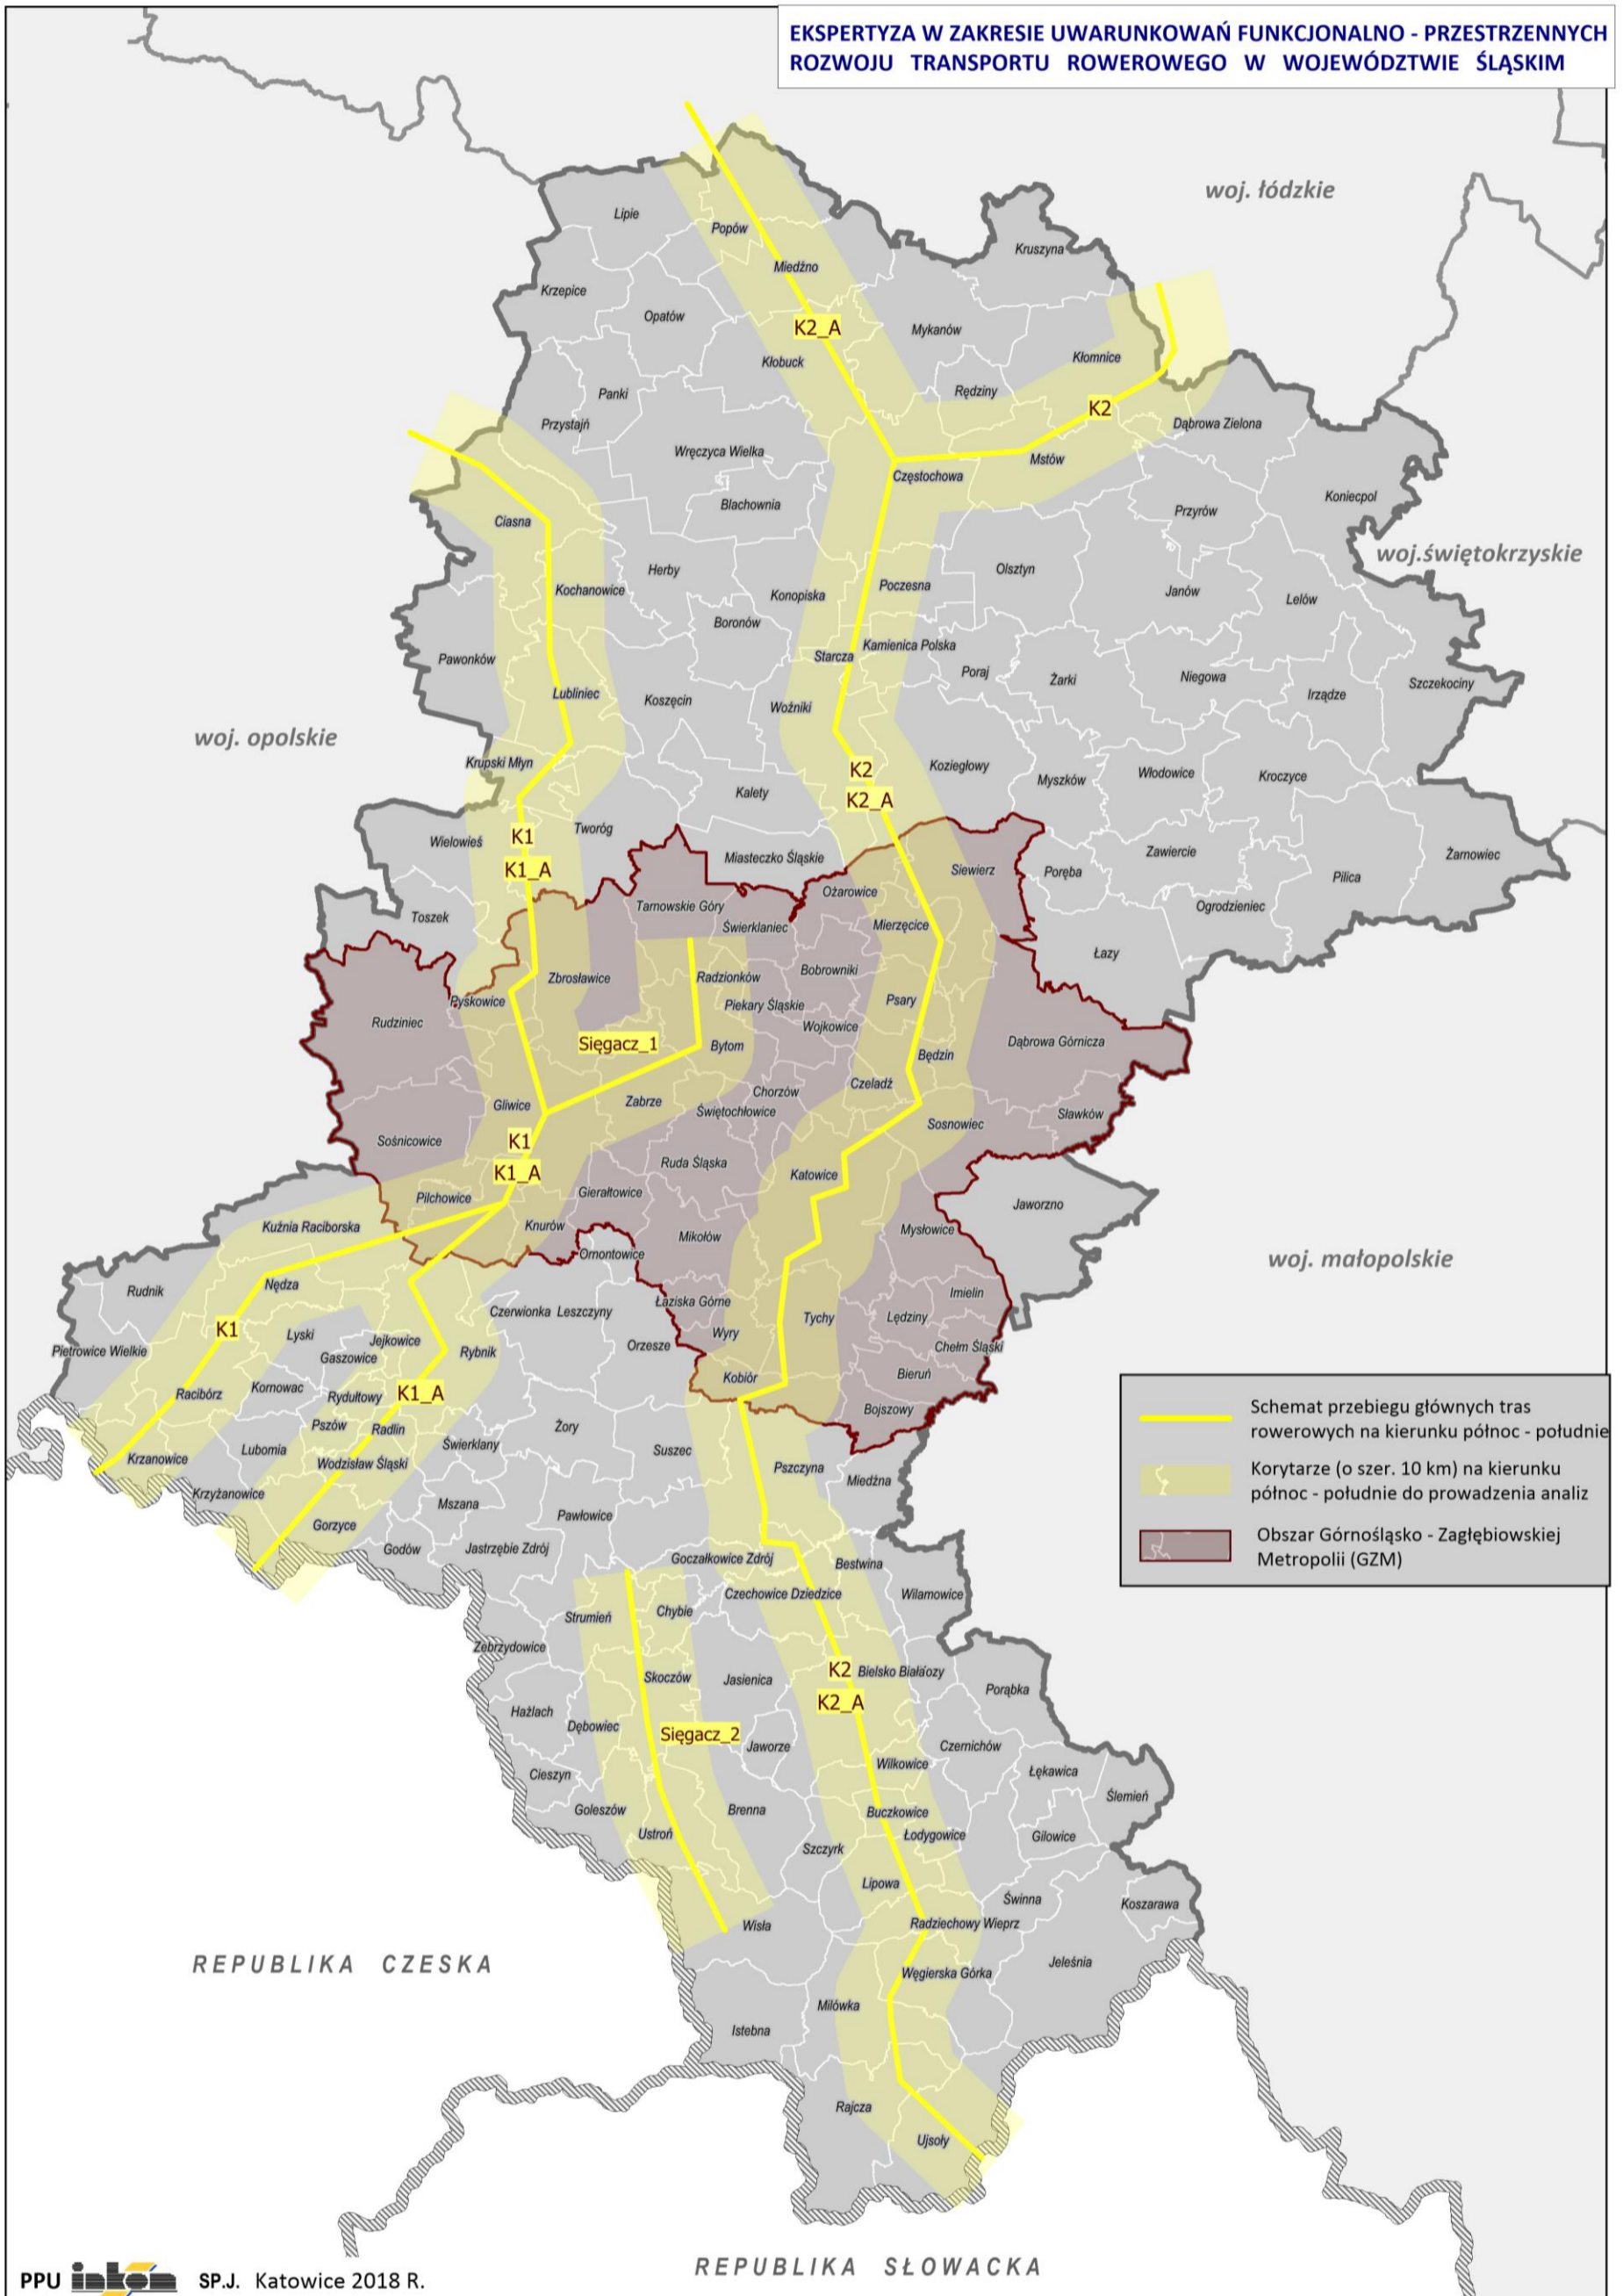 EKSPERTYZA W ZAKRESIE UWARUNKOWAŃ FUNKCJONALNO - PRZESTRZENNYCH
ROZWOJU TRANSPORTU ROWEROWEGO W WOJEWÓDZTWIE ŚLĄSKIM
woj. łódzkie
Lipie
Popów
Kruszyna
Miedźno
Krzepice
Opatów
K2_A
Mykanów
Kłobuck
Kłomnice
Panki
Rędziny
K2
Przystajń
Dąbrowa Zielona
Wręczyca Wielka
Mstów
Częstochowa
Blachownia
Koniecpol
Ciasna
Przyrów
woj.świętokrzyskie
Herby
Olsztyn
Kochanowice
Konopiska
Poczesna
Janów
Lelów
Boronów
Kamienica Polska
Pawonków
Starcza
Poraj
Żarki
Niegowa
Szczekociny
Lubliniec
Koszęcin
Woźniki
Irządze
woj. opolskie
Krupski Młyn
K2
Koziegłowy
Myszków
Włodowice
Kroczyce
Kalety
K2_A
K1
Tworóg
Wielowieś
Miasteczko Śląskie
Zawiercie
Żarnowiec
K1_A
Siewierz
Poręba
Pilica
Ożarowice
Tarnowskie Góry
Ogrodzieniec
Toszek
Świerklaniec
Mierzęcice
Łazy
Zbrosławice
Radzionków
Bobrowniki
Pyskowice
Piekary Śląskie
Psary
Rudziniec
Wojkowice
Sięgacz_1
Bytom
Dąbrowa Górnicza
Będzin
Czeladź
Chorzów
Gliwice
Zabrze
Świętochłowice
Sławków
Sosnowiec
Sośnicowice
K1
Ruda Śląska
K1_A
Katowice
Pilchowice
Gierałtowice
Jaworzno
Kuźnia Raciborska
Knurów
Mikołów
Mysłowice
Ornontowice
woj. małopolskie
Rudnik
Nędza
Imielin
Czerwionka Leszczyny
Łaziska Górne
Tychy
Lędziny
K1
Lyski
Jejkowice
Wyry
Orzesze
Chełm Śląski
Pietrowice Wielkie
Gaszowice
Rybnik
Kobiór
Bieruń
Racibórz
Kornowac
Rydułtowy
K1_A
Bojszowy
Pszów
Radlin
Żory
Świerklany
Lubomia
Suszec
Krzanowice
Wodzisław Śląski
Pszczyna
Miedźna
Krzyżanowice
Mszana
Gorzyce
Pawłowice
Godów
Jastrzębie Zdrój
Goczałkowice Zdrój
Bestwina
Czechowice Dziedzice
Wilamowice
Strumień
Chybie
Zebrzydowice
Skoczów
Jasienica
K2
Bielsko Białaozy
Porąbka
K2_A
Hażlach
Dębowiec
Sięgacz_2
Jaworze
Czernichów
Wilkowice
Łękawica
Cieszyn
Ślemień
Goleszów
Brenna
Buczkowice
Ustroń
Łodygowice
Gilowice
Szczyrk
Lipowa
Świnna
Koszarawa
Wisła
Radziechowy Wieprz
Jeleśnia
Węgierska Górka
Milówka
Istebna
Rajcza
Ujsoły
REPUBLIKA CZESKA
REPUBLIKA SŁOWACKA
Schemat przebiegu głównych tras
rowerowych na kierunku północ - południe
Korytarze (o szer. 10 km) na kierunku
północ - południe do prowadzenia analiz
Obszar Górnośląsko - Zagłębiowskiej
Metropolii (GZM)
PPU inkom SP.J. Katowice 2018 R.